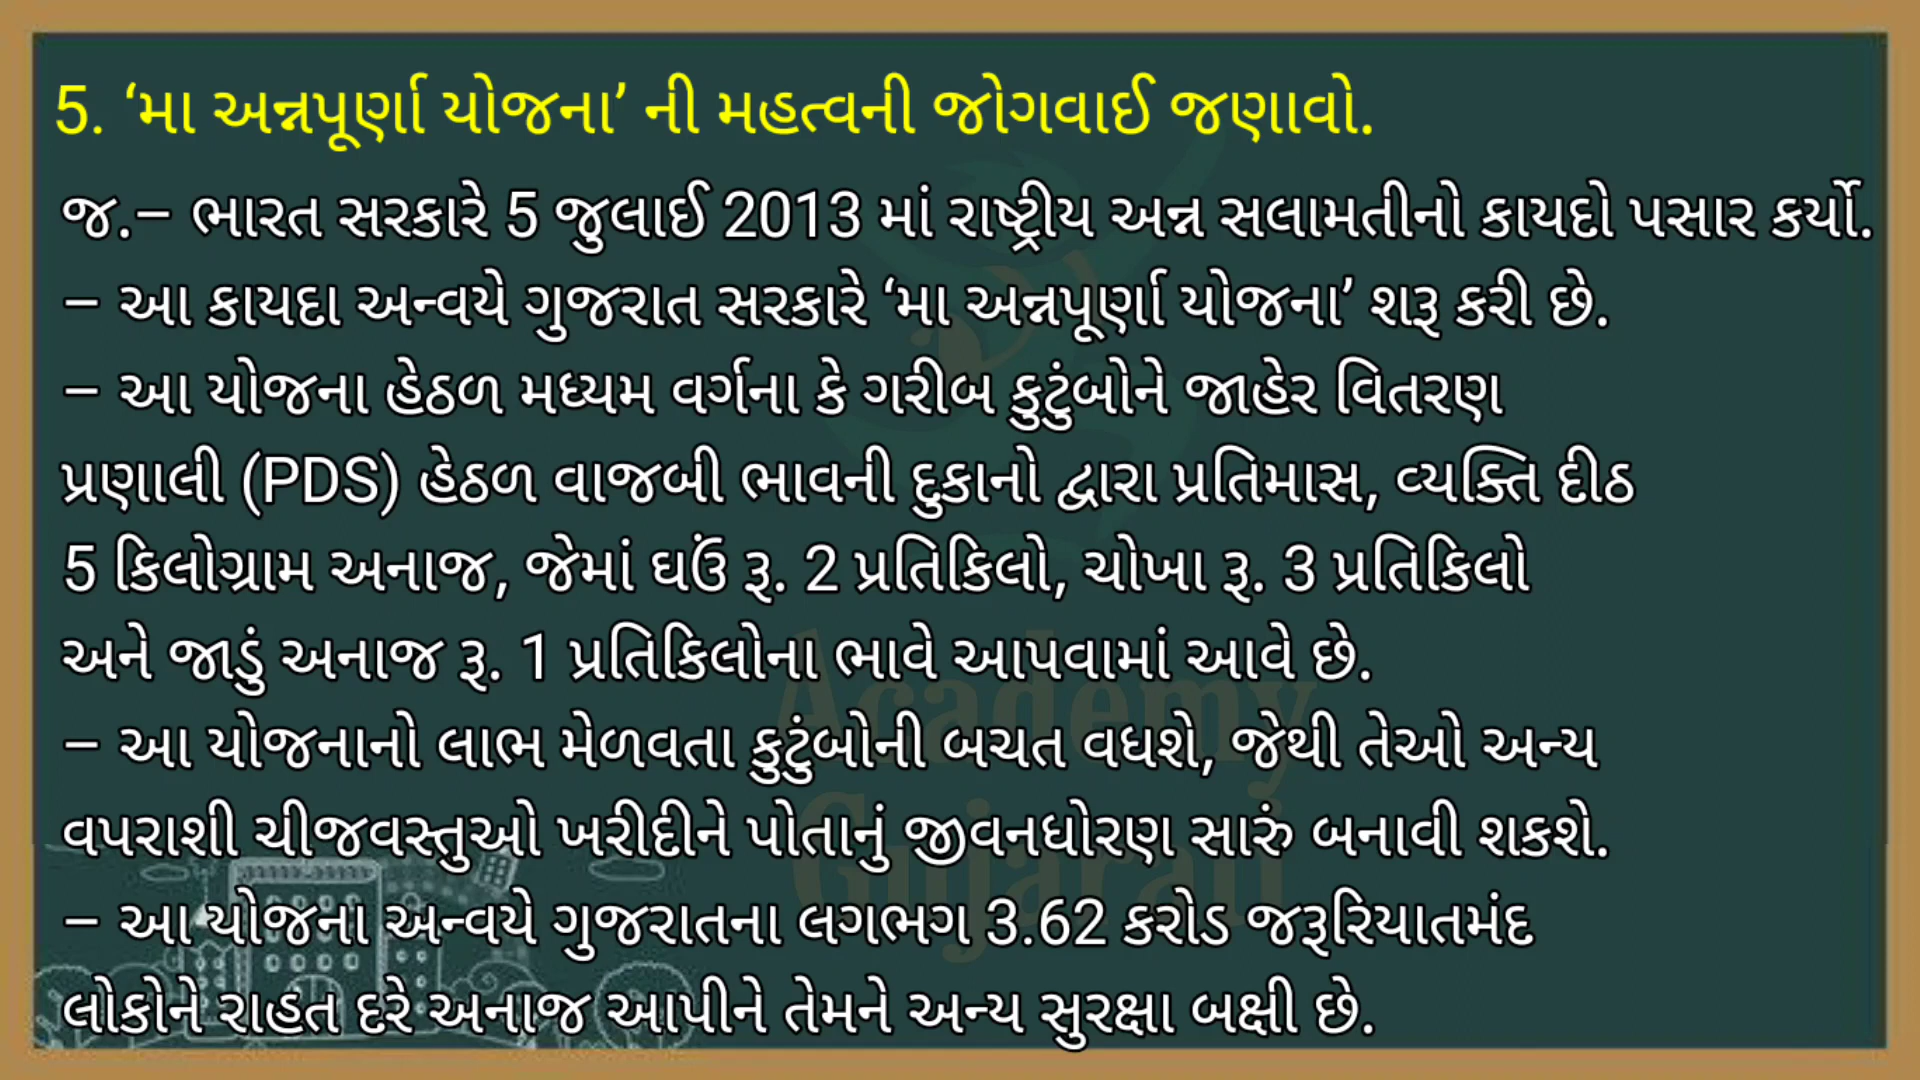 5. ‘મા અન્નપૂર્ણા યોજના’ ની મહત્વની જોગવાઈ જણાવો.
જ.– ભારત સરકારે 5 જુલાઈ 2013 માં રાષ્ટ્રીય અન્ન સલામતીનો કાયદો પસાર કર્યો.
– આ કાયદા અન્વયે ગુજરાત સરકારે ‘મા અન્નપૂર્ણા યોજના’ શરૂ કરી છે.
– આ યોજના હેઠળ મધ્યમ વર્ગના કે ગરીબ કુટુંબોને જાહેર વિતરણ
પ્રણાલી (PDS) હેઠળ વાજબી ભાવની દુકાનો દ્વારા પ્રતિમાસ, વ્યક્તિ દીઠ
5 કિલોગ્રામ અનાજ, જેમાં ઘઉં રૂ. 2 પ્રતિકિલો, ચોખા રૂ. 3 પ્રતિકિલો
અને જાડું અનાજ રૂ. 1 પ્રતિકિલોના ભાવે આપવામાં આવે છે.
– આ યોજનાનો લાભ મેળવતા કુટુંબોની બચત વધશે, જેથી તેઓ અન્ય
વપરાશી ચીજવસ્તુઓ ખરીદીને પોતાનું જીવનધોરણ સારું બનાવી શકશે.
– આ યોજના અન્વયે ગુજરાતના લગભગ 3.62 કરોડ જરૂરિયાતમંદ
લોકોને રાહત દરે અનાજ આપીને તેમને અન્ય સુરક્ષા બક્ષી છે.
Academy
Gujarati